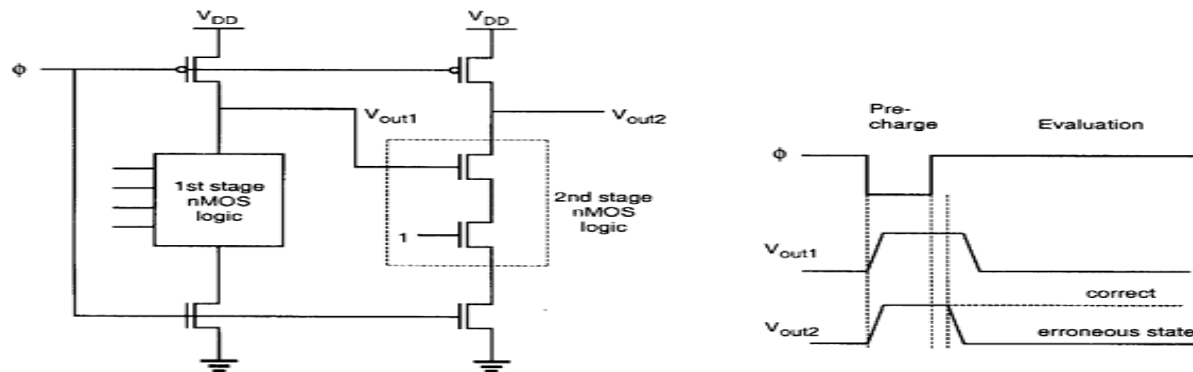 V_DD V_DD
ϕ
V_out1 V_out2
1st stage
nMOS
logic
2nd stage
nMOS
logic
1
Pre-
charge Evaluation
ϕ
V_out1
correct
V_out2
erroneous state